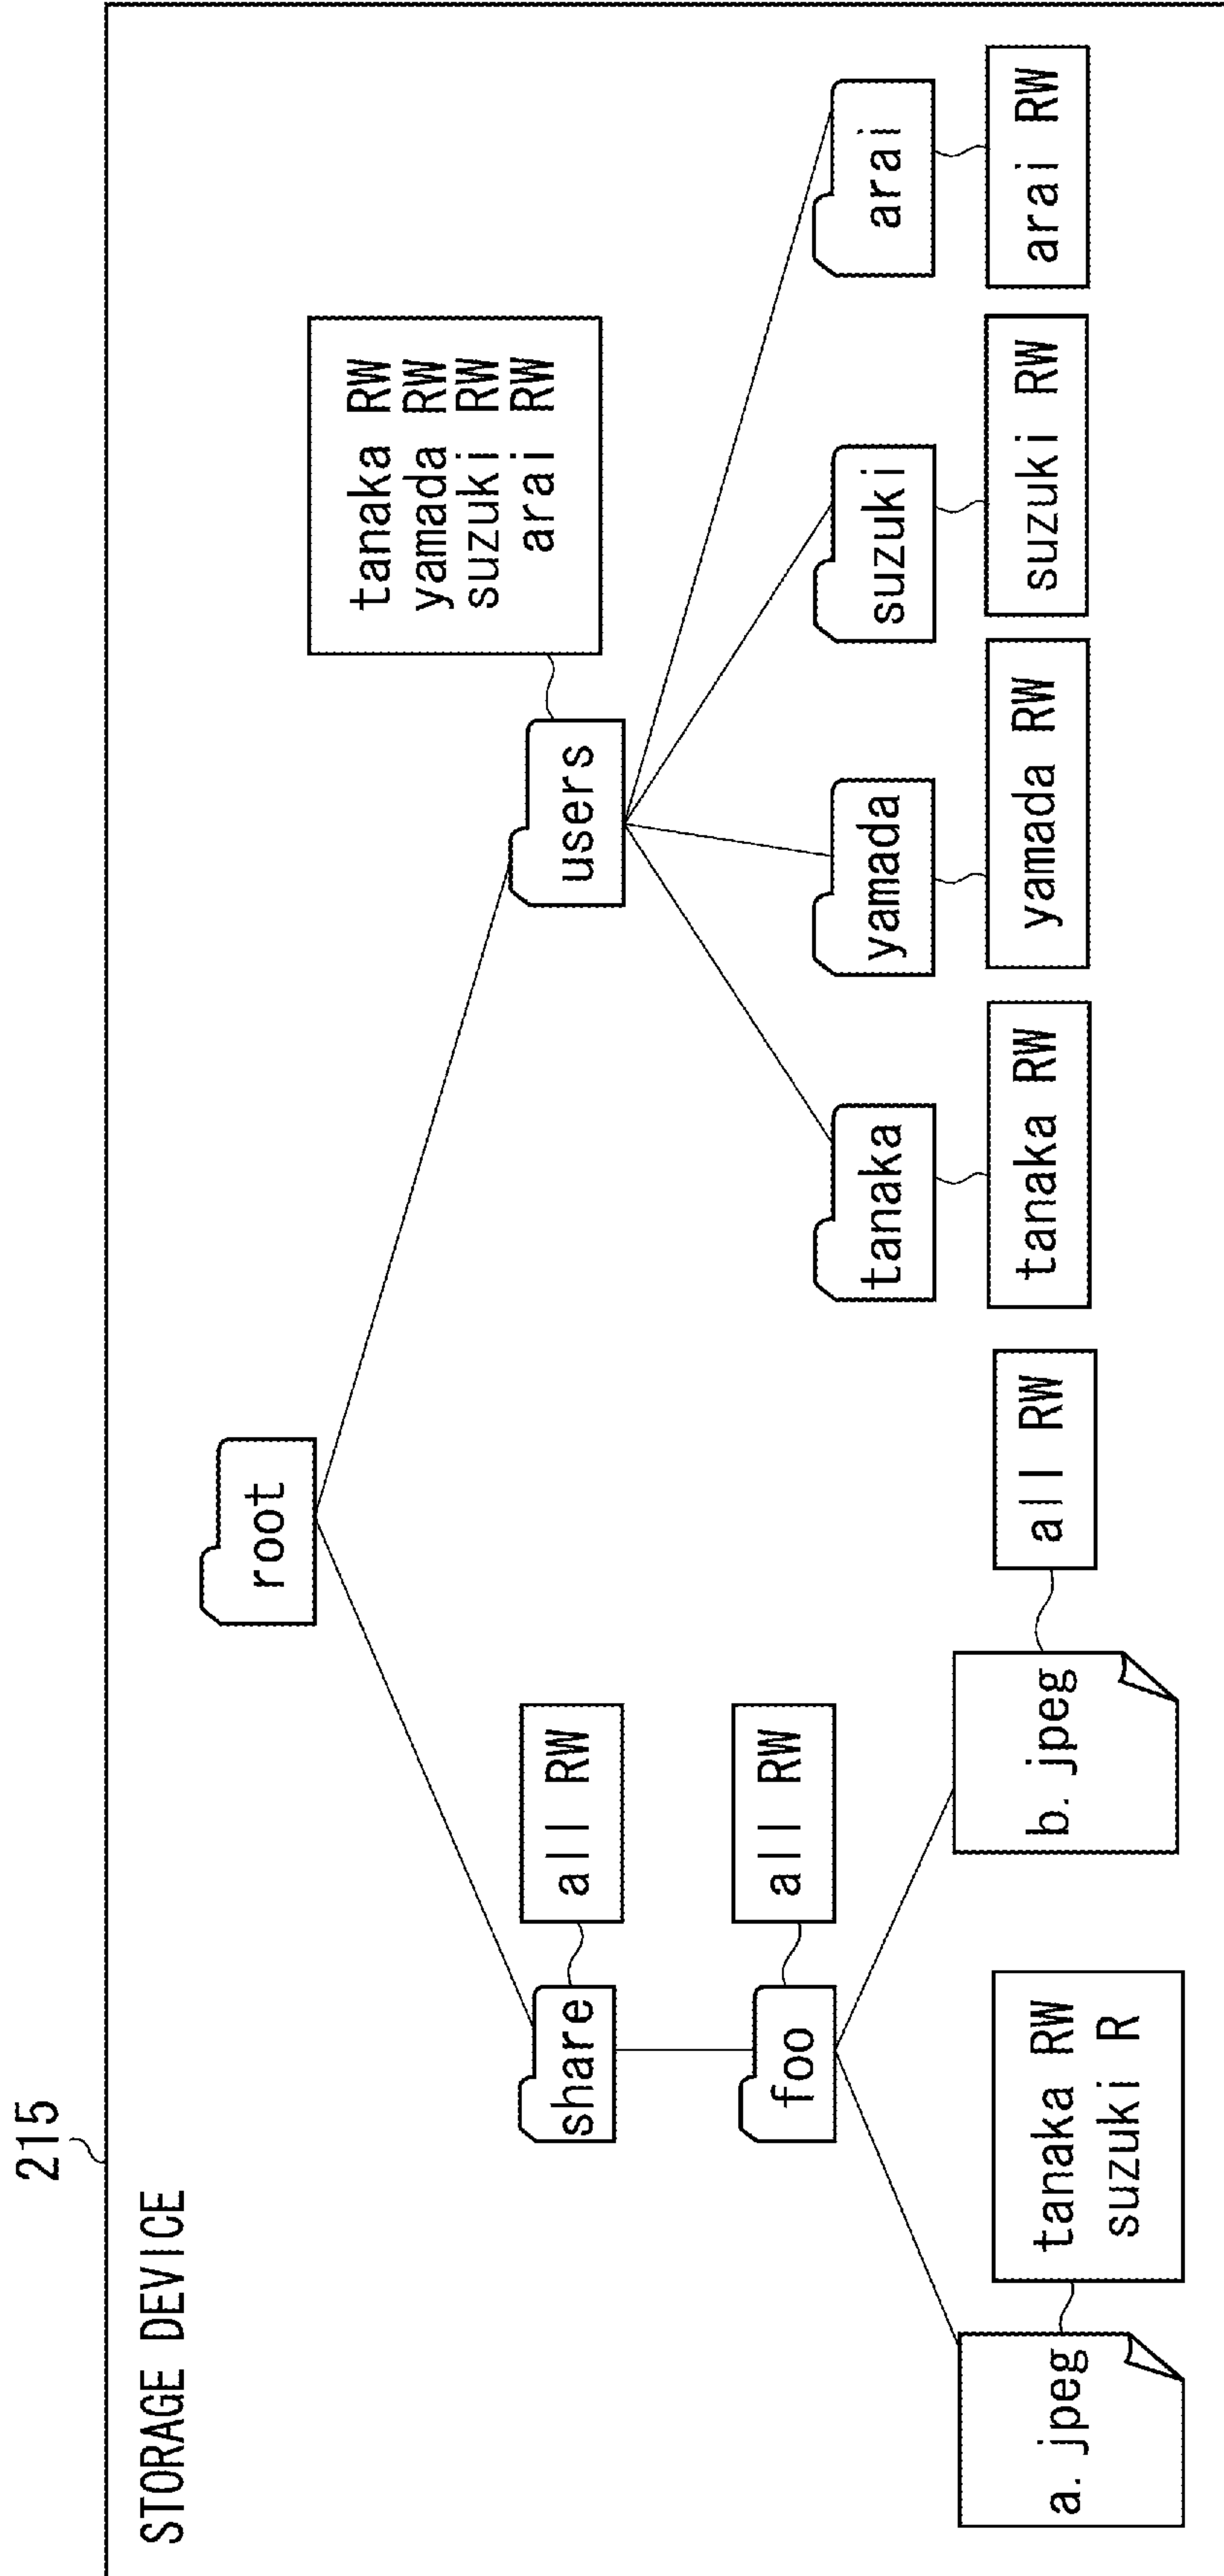 215
STORAGE DEVICE
root
share
all RW
users
tanaka RW
yamada RW
suzuki RW
arai RW
foo
all RW
tanaka
yamada
suzuki
arai
a. jpeg
tanaka RW
suzuki R
b. jpeg
all RW
tanaka RW
yamada RW
suzuki RW
arai RW